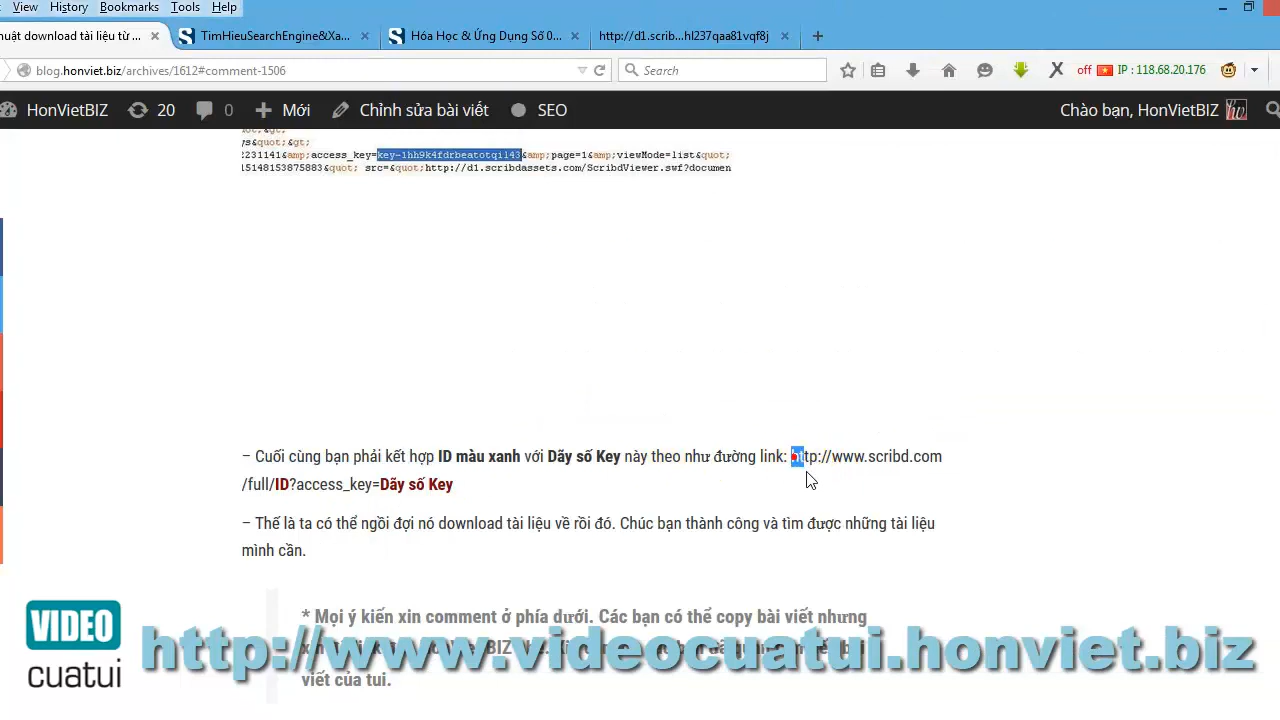 View History Bookmarks Tools Help
huật download tài liệu từ ... × TimHieuSearchEngine&Xa... × Hóa Học & Ứng Dụng Số 0... × http://d1.scrib...hl237qaa81vqf8j × +
blog.honviet.biz/archives/1612#comment-1506 Search off IP : 118.68.20.176
HonVietBIZ 20 0 Mới Chỉnh sửa bài viết SEO Chào bạn, HonVietBIZ
ys&quot;&gt;
2231141&amp;access_key=key-1hh9k4fdrbeatotqi143&amp;page=1&amp;viewMode=list&quot;
15148153875883&quot; src=&quot;http://d1.scribdassets.com/ScribdViewer.swf?documen
– Cuối cùng bạn phải kết hợp ID màu xanh với Dãy số Key này theo như đường link: http://www.scribd.com
/full/ID?access_key=Dãy số Key
– Thế là ta có thể ngồi đợi nó download tài liệu về rồi đó. Chúc bạn thành công và tìm được những tài liệu
mình cần.
* Mọi ý kiến xin comment ở phía dưới. Các bạn có thể copy bài viết nhưng
viết của tui.
VIDEO
cuatui
http://www.videocuatui.honviet.biz